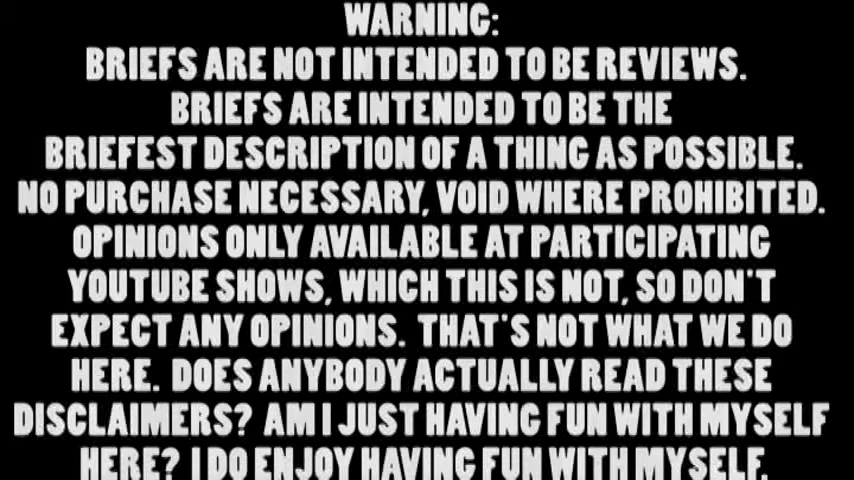 WARNING:
BRIEFS ARE NOT INTENDED TO BE REVIEWS.
BRIEFS ARE INTENDED TO BE THE
BRIEFEST DESCRIPTION OF A THING AS POSSIBLE.
NO PURCHASE NECESSARY, VOID WHERE PROHIBITED.
OPINIONS ONLY AVAILABLE AT PARTICIPATING
YOUTUBE SHOWS, WHICH THIS IS NOT, SO DON'T
EXPECT ANY OPINIONS. THAT'S NOT WHAT WE DO
HERE. DOES ANYBODY ACTUALLY READ THESE
DISCLAIMERS? AM I JUST HAVING FUN WITH MYSELF
HERE? I DO ENJOY HAVING FUN WITH MYSELF.